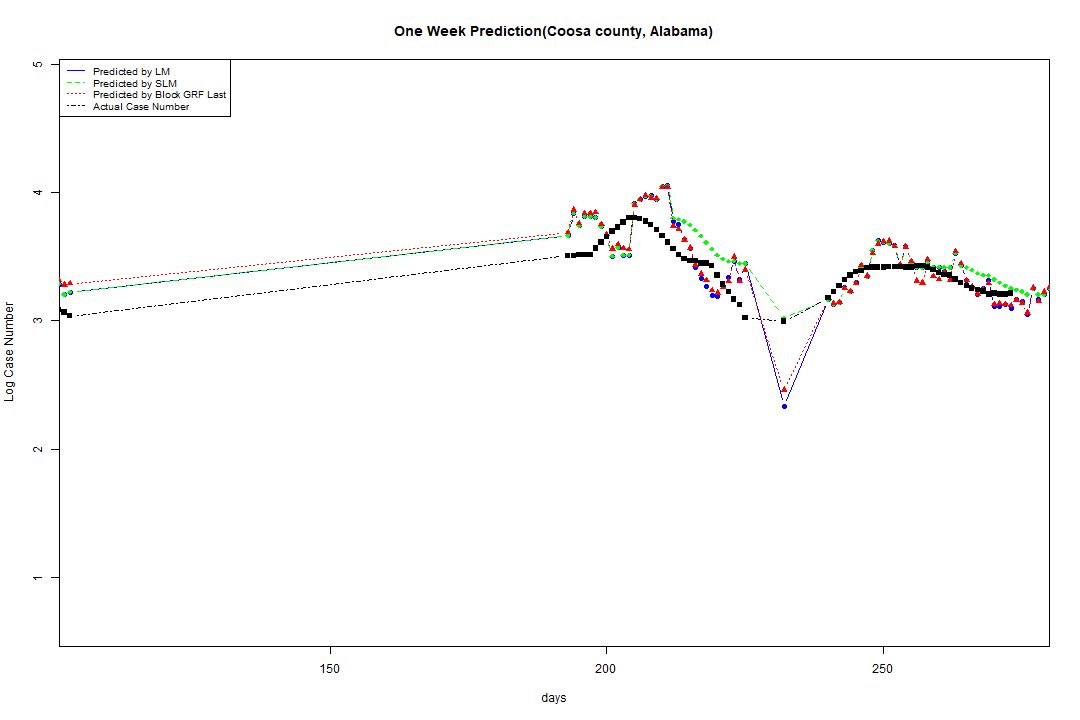 One Week Prediction(Coosa county, Alabama)
Predicted by LM
Predicted by SLM
Predicted by Block GRF Last
Actual Case Number
5
4
3
2
1
Log Case Number
150
200
250
days